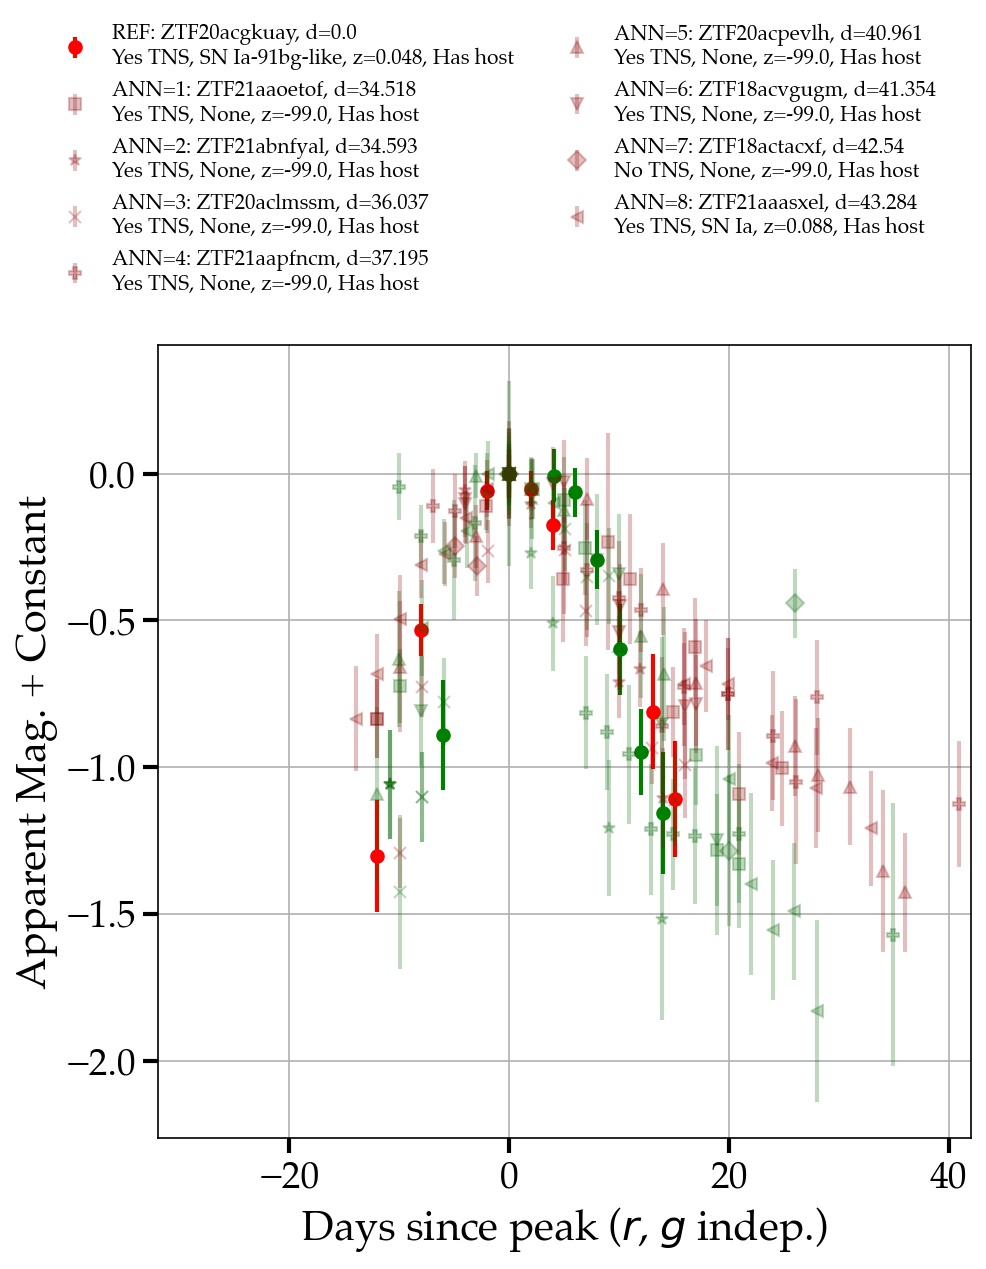 REF: ZTF20acgkuay, d=0.0
Yes TNS, SN Ia-91bg-like, z=0.048, Has host
ANN=1: ZTF21aaoetof, d=34.518
Yes TNS, None, z=-99.0, Has host
ANN=2: ZTF21abnfyal, d=34.593
Yes TNS, None, z=-99.0, Has host
ANN=3: ZTF20aclmssm, d=36.037
Yes TNS, None, z=-99.0, Has host
ANN=4: ZTF21aapfncm, d=37.195
Yes TNS, None, z=-99.0, Has host
ANN=5: ZTF20acpevlh, d=40.961
Yes TNS, None, z=-99.0, Has host
ANN=6: ZTF18acvgugm, d=41.354
Yes TNS, None, z=-99.0, Has host
ANN=7: ZTF18actacxf, d=42.54
No TNS, None, z=-99.0, Has host
ANN=8: ZTF21aaasxel, d=43.284
Yes TNS, SN Ia, z=0.088, Has host
Apparent Mag. + Constant
0.0
−0.5
−1.0
−1.5
−2.0
−20
0
20
40
Days since peak (r, g indep.)